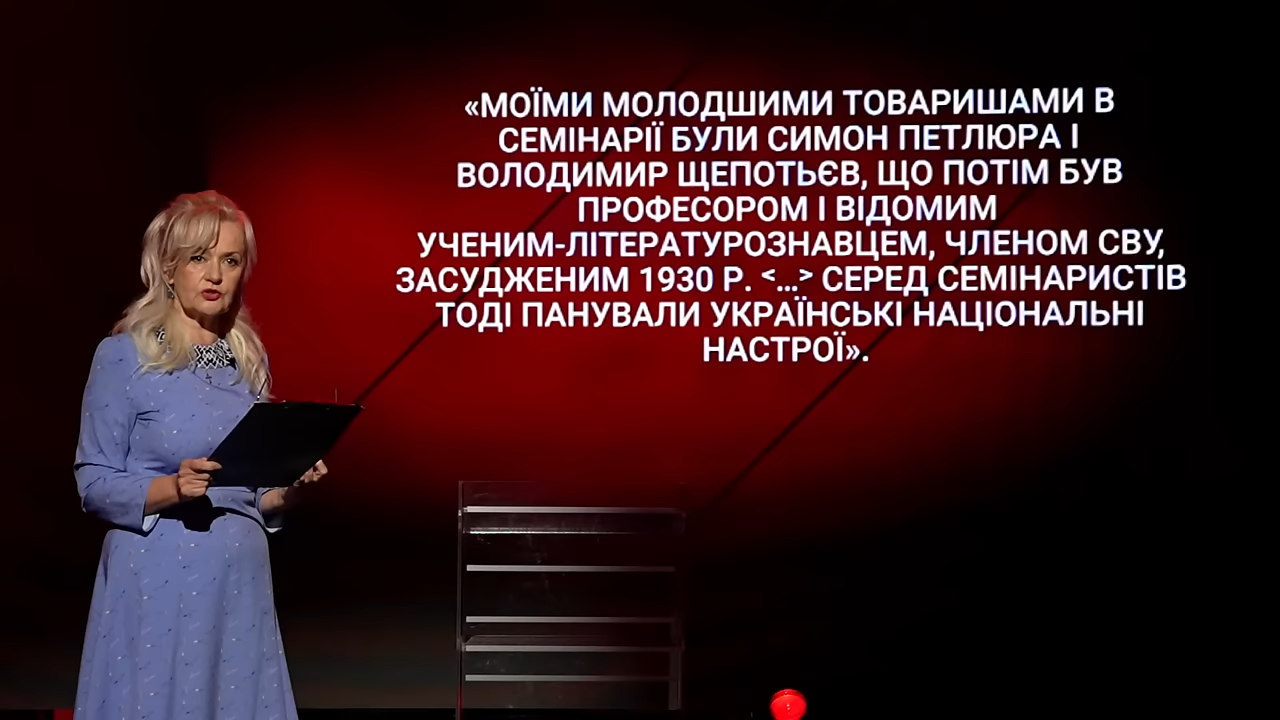 «МОЇМИ МОЛОДШИМИ ТОВАРИШАМИ В
СЕМІНАРІЇ БУЛИ СИМОН ПЕТЛЮРА І
ВОЛОДИМИР ЩЕПОТЬЄВ, ЩО ПОТІМ БУВ
ПРОФЕСОРОМ І ВІДОМИМ
УЧЕНИМ-ЛІТЕРАТУРОЗНАВЦЕМ, ЧЛЕНОМ СВУ,
ЗАСУДЖЕНИМ 1930 Р. <...> СЕРЕД СЕМІНАРИСТІВ
ТОДІ ПАНУВАЛИ УКРАЇНСЬКІ НАЦІОНАЛЬНІ
НАСТРОЇ».